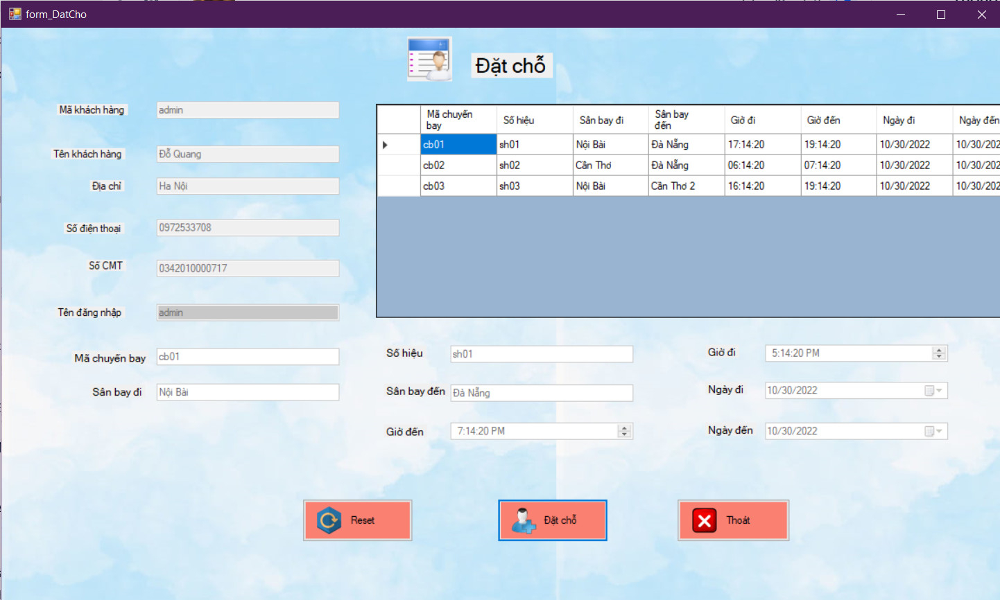 form_DatCho
Đặt chỗ
Mã khách hàng admin
Tên khách hàng Đỗ Quang
Địa chỉ Ha Nội
Số điện thoại 0972533708
Số CMT 0342010000717
Tên đăng nhập admin
Mã chuyến bay cb01
Sân bay đi Nội Bài
Mã chuyến bay Số hiệu Sân bay đi Sân bay đến Giờ đi Giờ đến Ngày đi Ngày đến
cb01 sh01 Nội Bài Đà Nẵng 17:14:20 19:14:20 10/30/2022 10/30/202
cb02 sh02 Cần Thơ Đà Nẵng 06:14:20 07:14:20 10/30/2022 10/30/202
cb03 sh03 Nội Bài Cần Thơ 2 16:14:20 19:14:20 10/30/2022 10/30/202
Số hiệu sh01 Giờ đi 5:14:20 PM
Sân bay đến Đà Nẵng Ngày đi 10/30/2022
Giờ đến 7:14:20 PM Ngày đến 10/30/2022
Reset Đặt chỗ Thoát